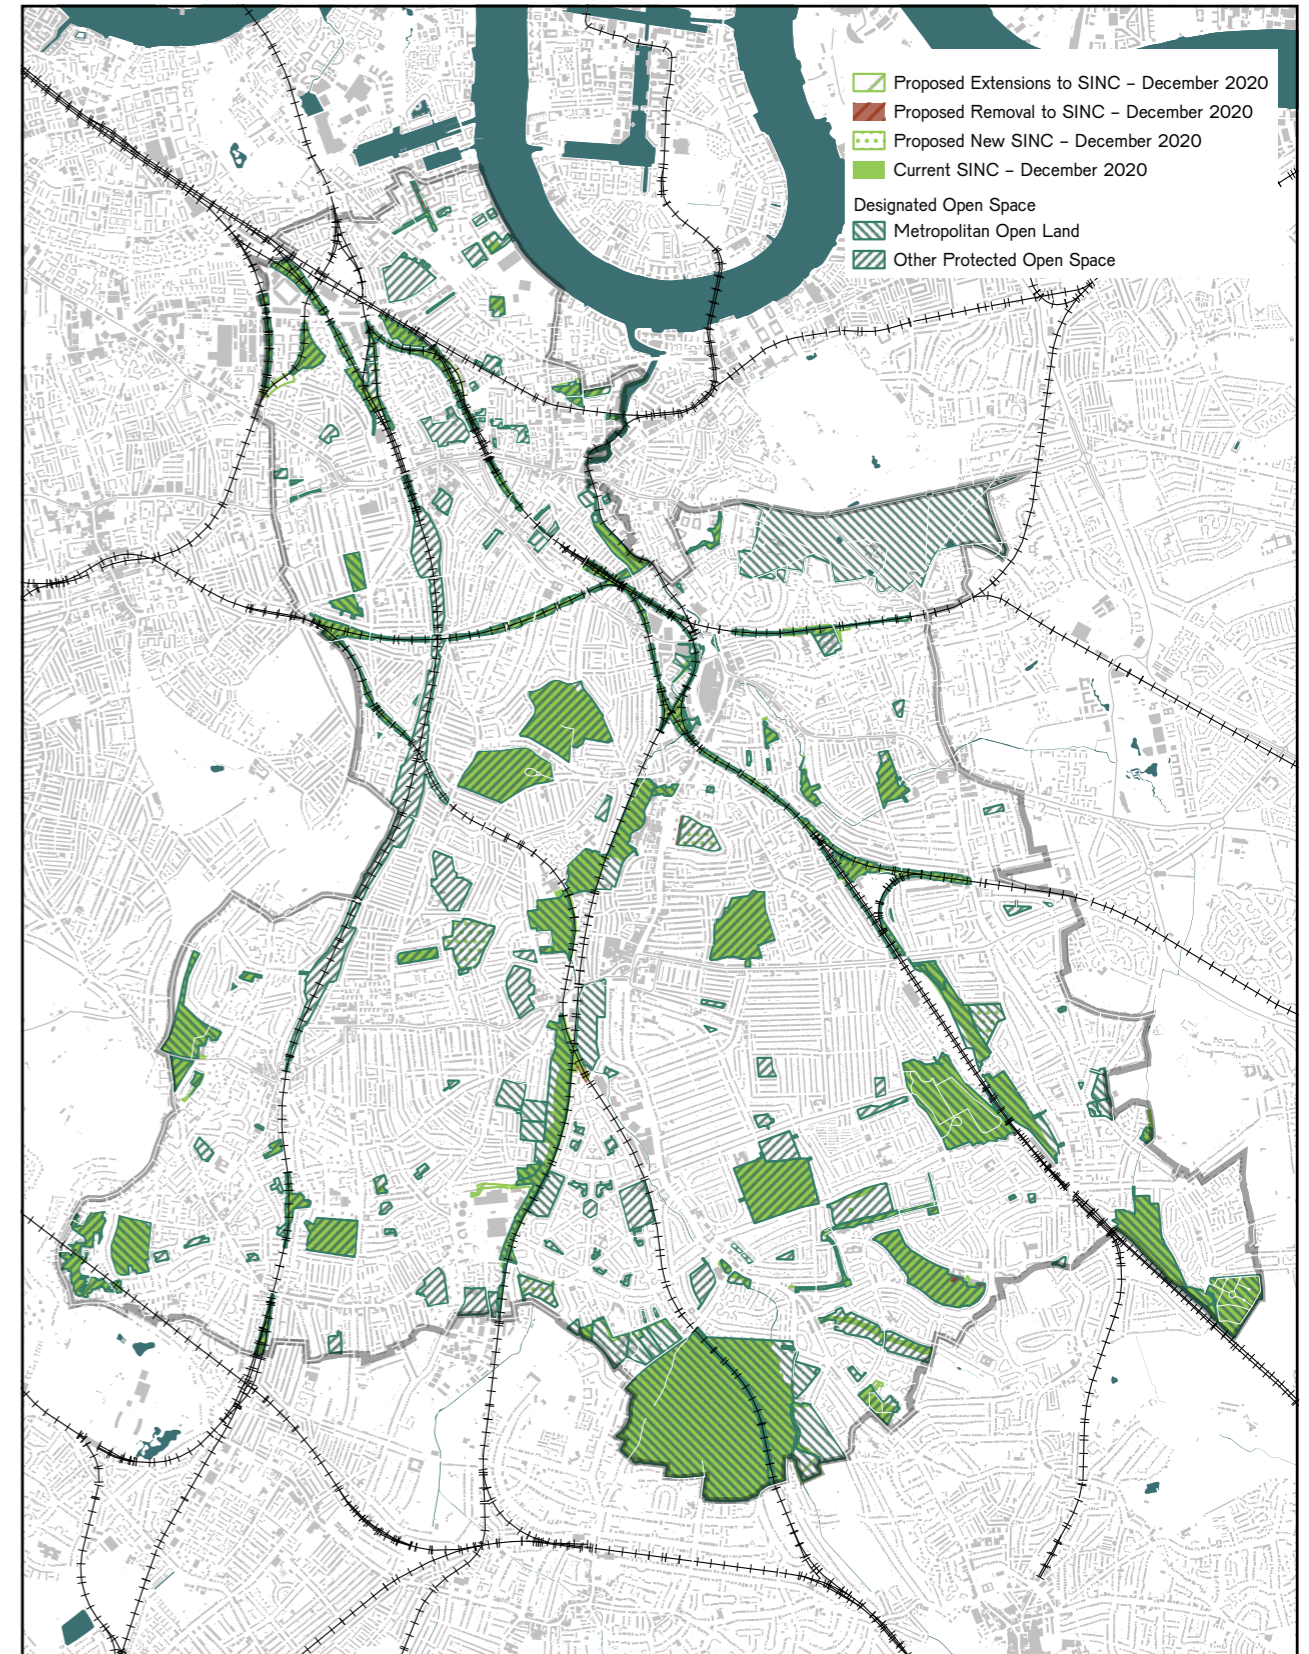 Proposed Extensions to SINC – December 2020
Proposed Removal to SINC – December 2020
Proposed New SINC – December 2020
Current SINC – December 2020
Designated Open Space
Metropolitan Open Land
Other Protected Open Space